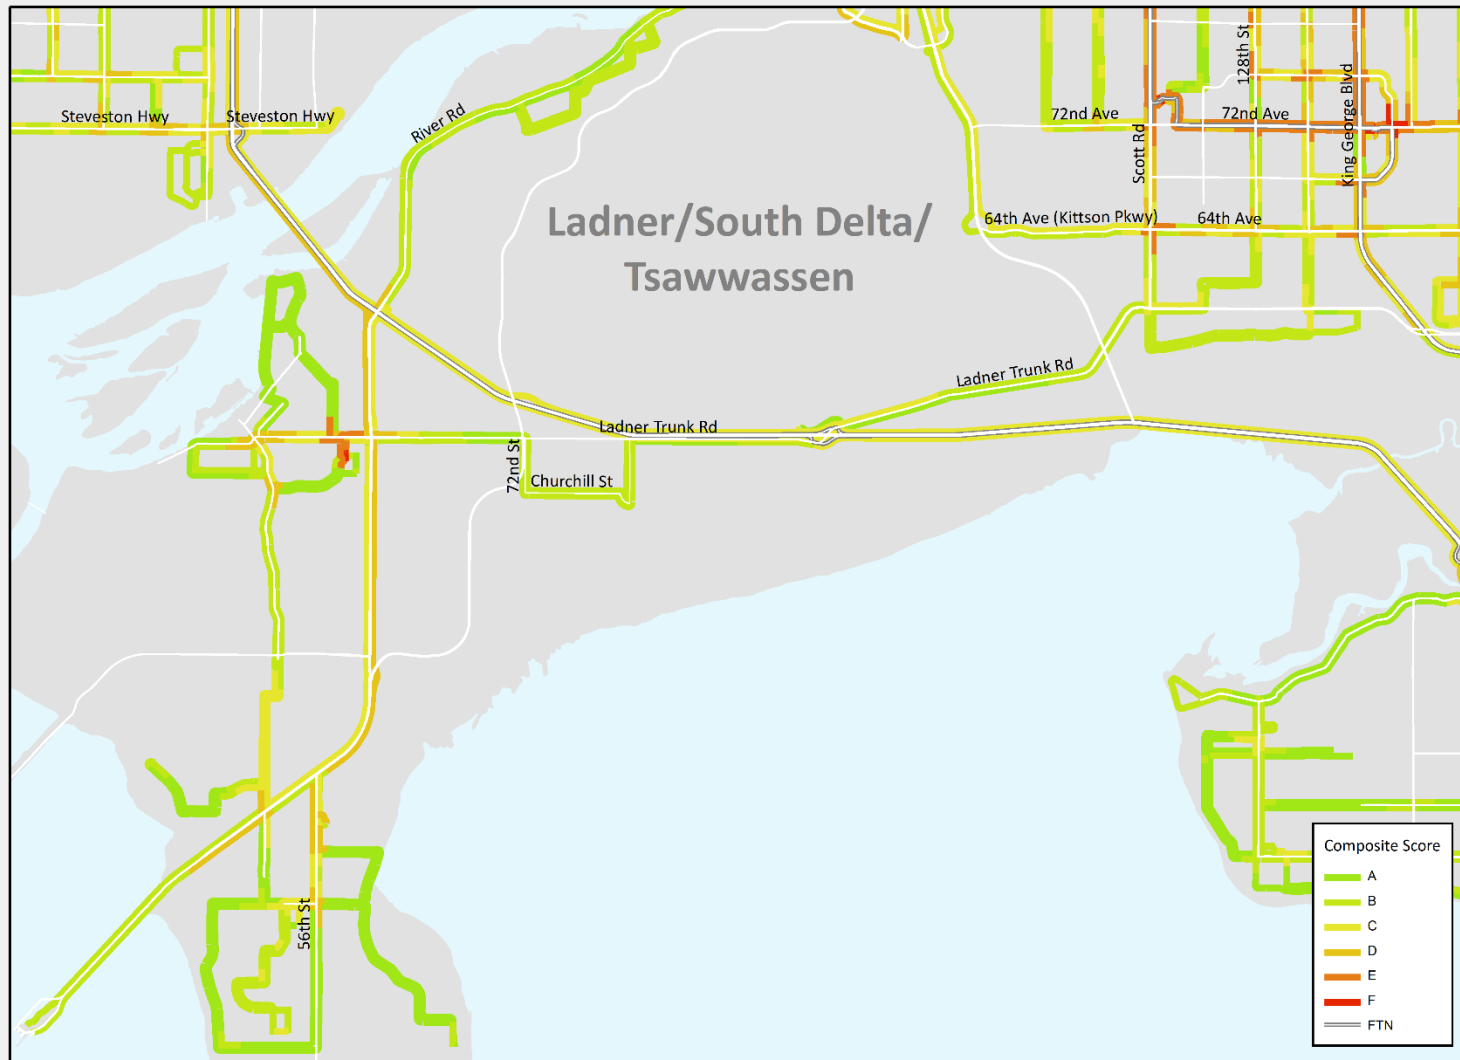 128th St
King George Blvd
Steveston Hwy
Steveston Hwy
River Rd
72nd Ave
72nd Ave
Scott Rd
Ladner/South Delta/
Tsawwassen
64th Ave (Kittson Pkwy)
64th Ave
Ladner Trunk Rd
Ladner Trunk Rd
72nd St
Churchill St
56th St
Composite Score
A
B
C
D
E
F
FTN